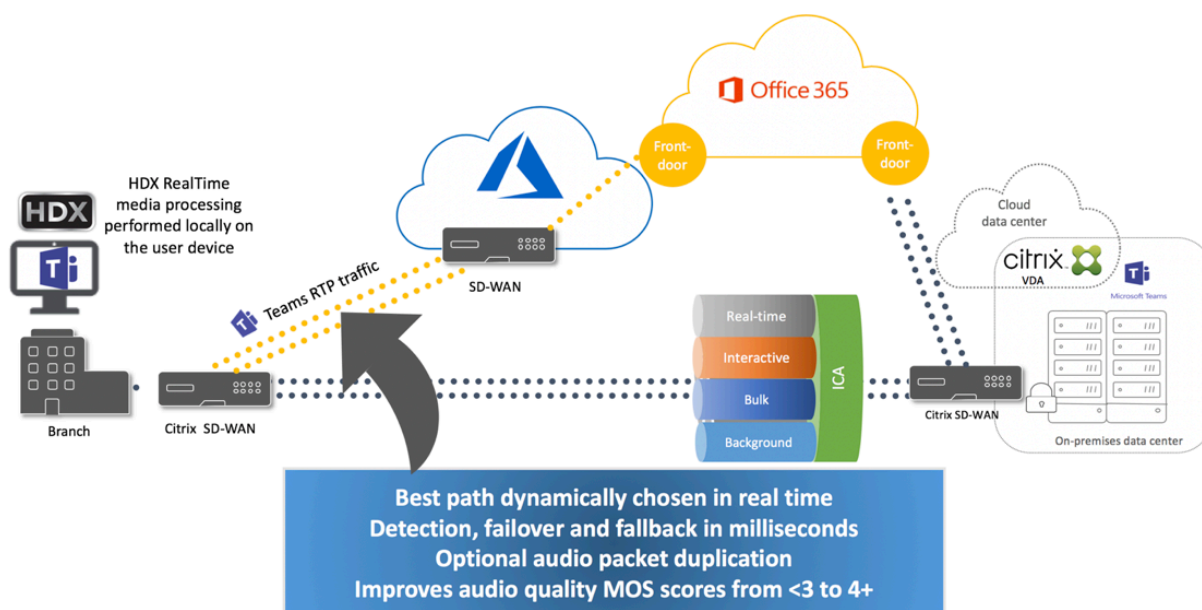 Office 365
Front-
door
Front-
door
HDX
HDX RealTime
media processing
performed locally on
the user device
Cloud
data center
citrix
VDA
T
Microsoft Teams
T
T
Teams RTP traffic
SD-WAN
Real-time
Interactive
Bulk
Background
ICA
Branch
Citrix SD-WAN
Citrix SD-WAN
On-premises data center
Best path dynamically chosen in real time
Detection, failover and fallback in milliseconds
Optional audio packet duplication
Improves audio quality MOS scores from <3 to 4+